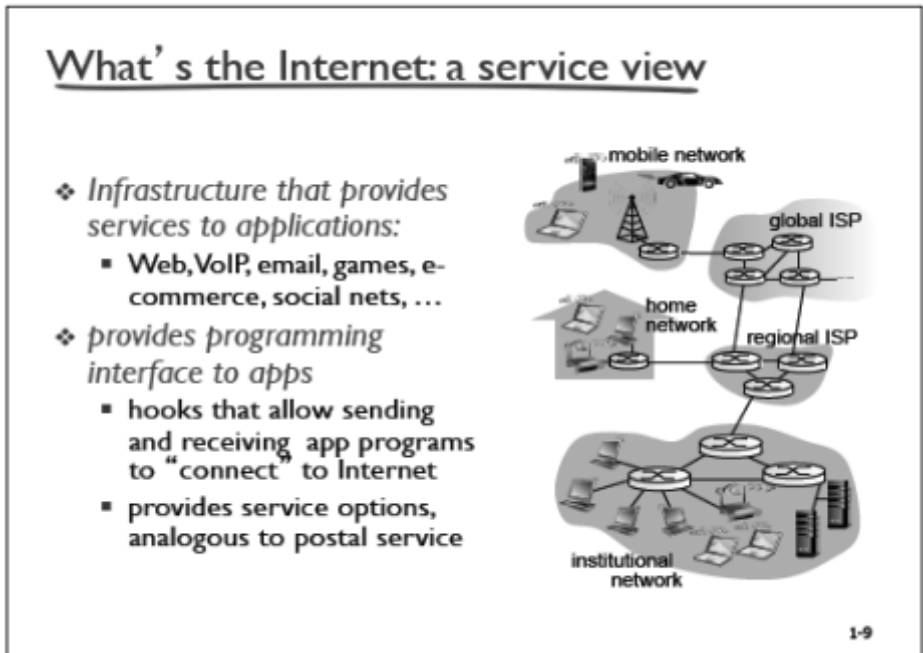 What's the Internet: a service view
❖ Infrastructure that provides
services to applications:
▪ Web, VoIP, email, games, e-
commerce, social nets, …
❖ provides programming
interface to apps
▪ hooks that allow sending
and receiving app programs
to “connect” to Internet
▪ provides service options,
analogous to postal service
mobile network
global ISP
home
network
regional ISP
institutional
network
1-9